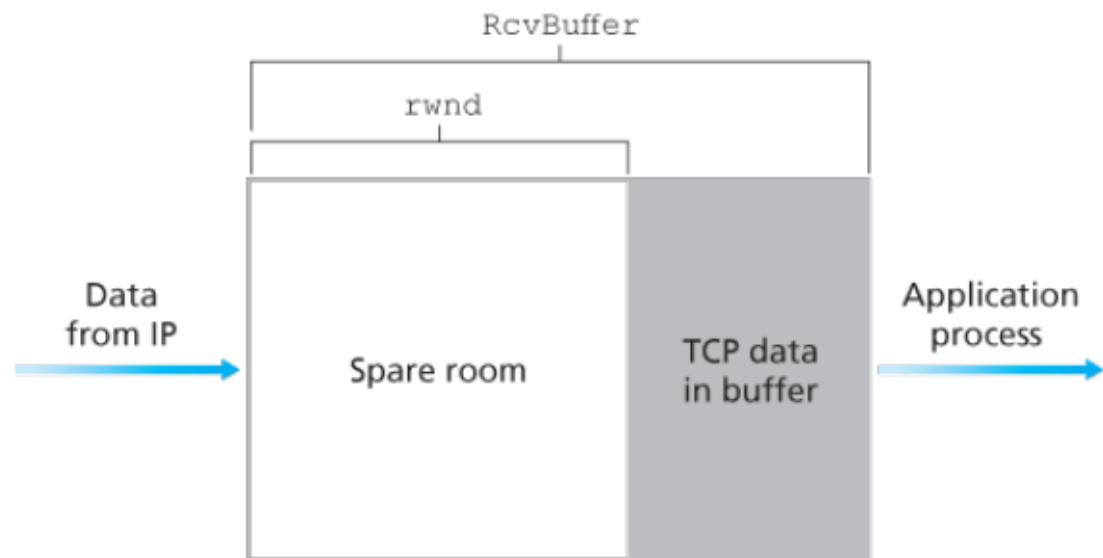 RcvBuffer
rwnd
Data
from IP
Spare room
TCP data
in buffer
Application
process